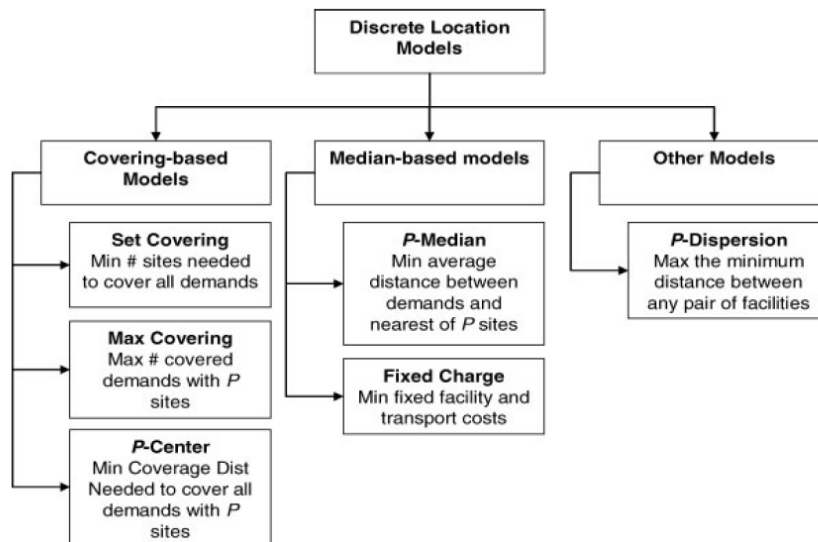 Discrete Location
Models
Covering-based
Models
Median-based models
Other Models
Set Covering
Min # sites needed
to cover all demands
Max Covering
Max # covered
demands with P
sites
P-Center
Min Coverage Dist
Needed to cover all
demands with P
sites
P-Median
Min average
distance between
demands and
nearest of P sites
Fixed Charge
Min fixed facility and
transport costs
P-Dispersion
Max the minimum
distance between
any pair of facilities